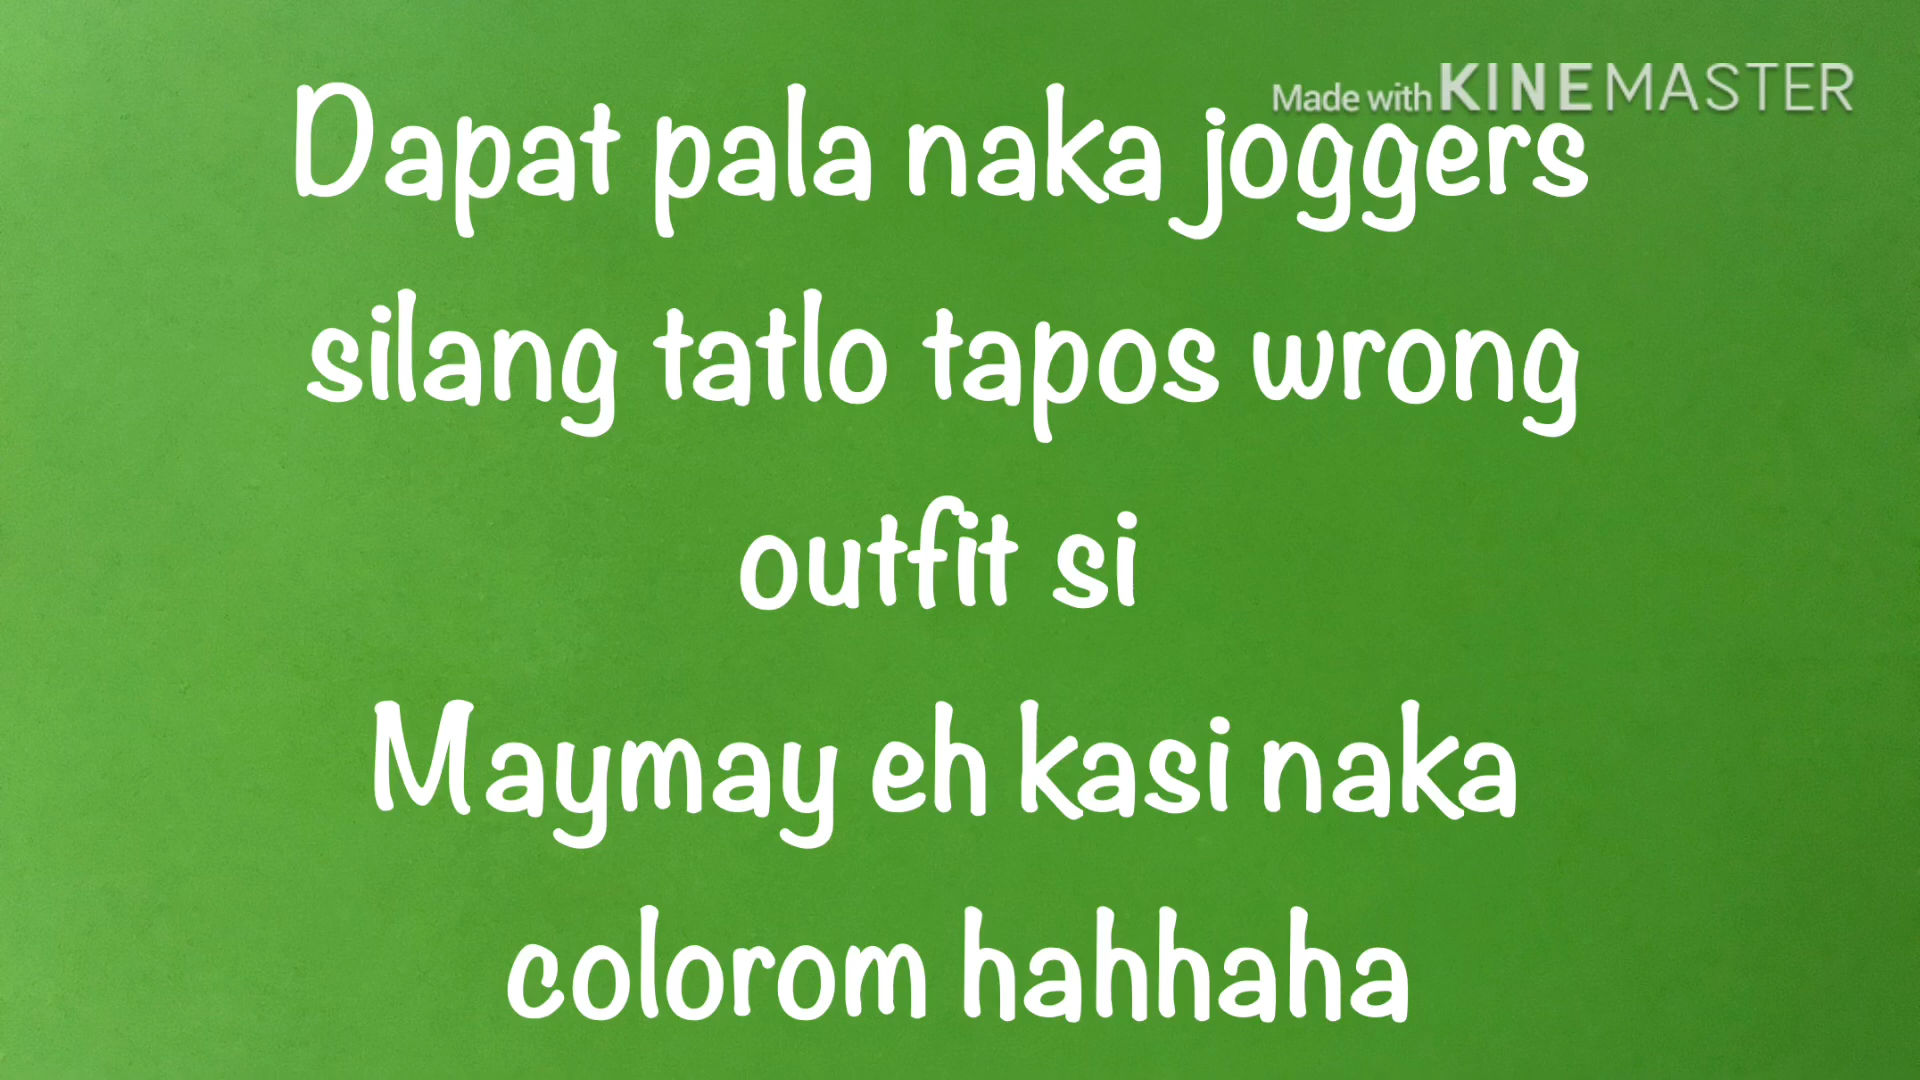 Made with KINEMASTER
Dapat pala naka joggers
silang tatlo tapos wrong
outfit si
Maymay eh kasi naka
colorom hahhaha